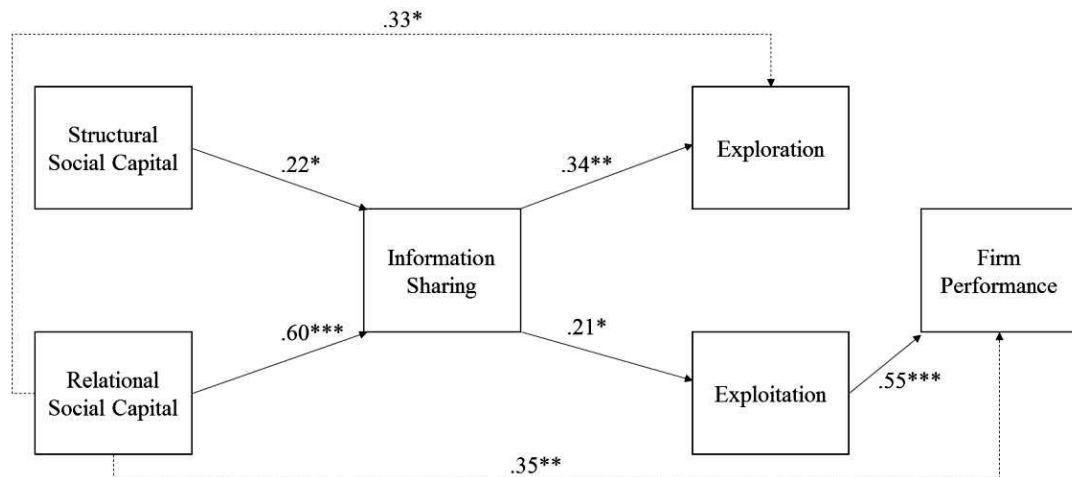 .33*
Structural
Social Capital
.22*
.34**
Exploration
Information
Sharing
Firm
Performance
.60***
.21*
Relational
Social Capital
Exploitation
.55***
.35**